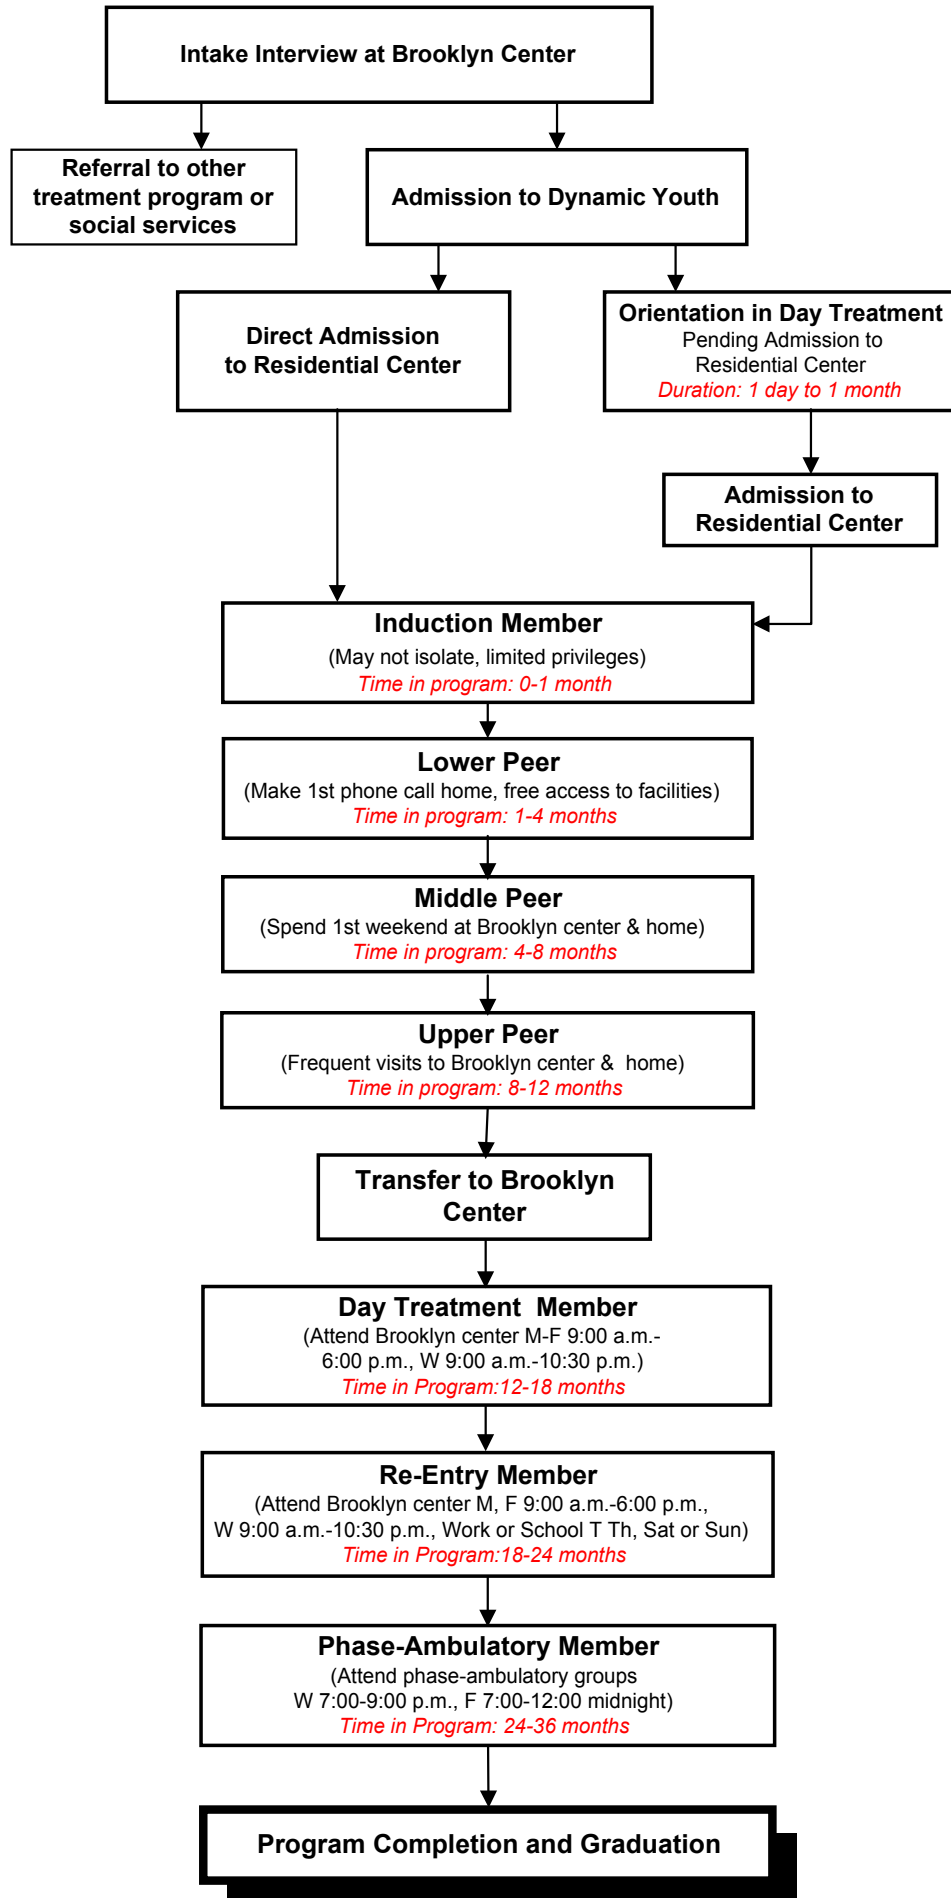 Intake Interview at Brooklyn Center
Referral to other
treatment program or
social services
Admission to Dynamic Youth
Direct Admission
to Residential Center
Orientation in Day Treatment
Pending Admission to
Residential Center
Duration: 1 day to 1 month
Admission to
Residential Center
Induction Member
(May not isolate, limited privileges)
Time in program: 0-1 month
Lower Peer
(Make 1st phone call home, free access to facilities)
Time in program: 1-4 months
Middle Peer
(Spend 1st weekend at Brooklyn center & home)
Time in program: 4-8 months
Upper Peer
(Frequent visits to Brooklyn center & home)
Time in program: 8-12 months
Transfer to Brooklyn
Center
Day Treatment Member
(Attend Brooklyn center M-F 9:00 a.m.-
6:00 p.m., W 9:00 a.m.-10:30 p.m.)
Time in Program:12-18 months
Re-Entry Member
(Attend Brooklyn center M, F 9:00 a.m.-6:00 p.m.,
W 9:00 a.m.-10:30 p.m., Work or School T Th, Sat or Sun)
Time in Program:18-24 months
Phase-Ambulatory Member
(Attend phase-ambulatory groups
W 7:00-9:00 p.m., F 7:00-12:00 midnight)
Time in Program: 24-36 months
Program Completion and Graduation